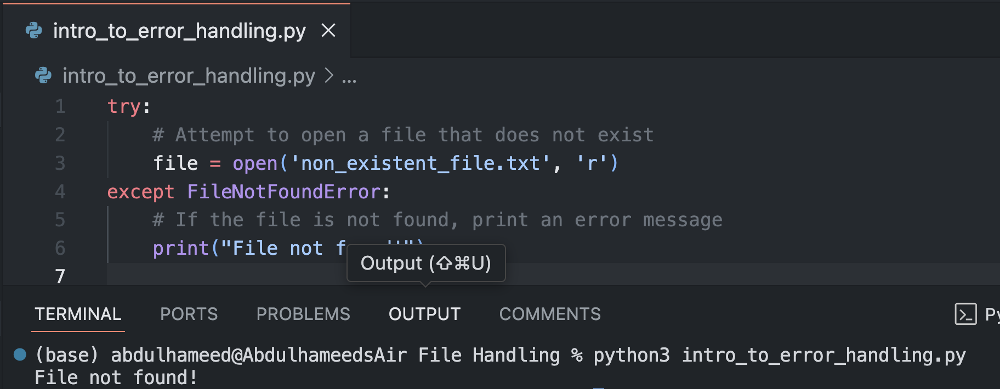 intro_to_error_handling.py
intro_to_error_handling.py > ...
1 try:
2 # Attempt to open a file that does not exist
3 file = open('non_existent_file.txt', 'r')
4 except FileNotFoundError:
5 # If the file is not found, print an error message
6 print("File not
7
Output (⇧⌘U)
TERMINAL PORTS PROBLEMS OUTPUT COMMENTS
(base) abdulhameed@AbdulhameedsAir File Handling % python3 intro_to_error_handling.py
File not found!